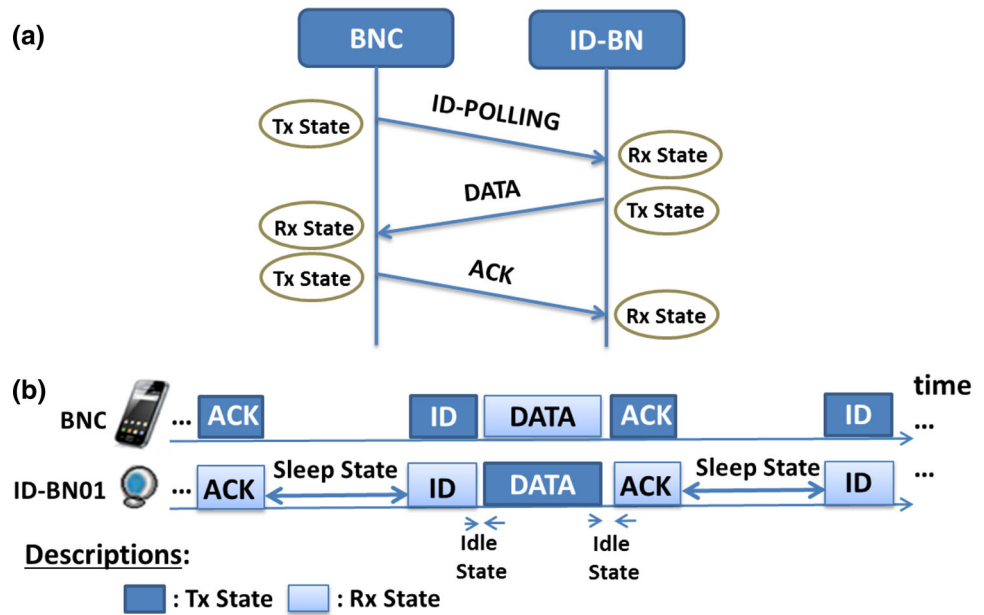 (a)
BNC
ID-BN
ID-POLLING
Tx State
Rx State
DATA
Tx State
Rx State
Tx State
ACK
Rx State
(b)
time
BNC
... ACK
ID
DATA
ACK
ID
...
ID-BN01
... ACK
Sleep State
ID
DATA
ACK
Sleep State
ID
...
Idle
State
Idle
State
Descriptions:
: Tx State
: Rx State